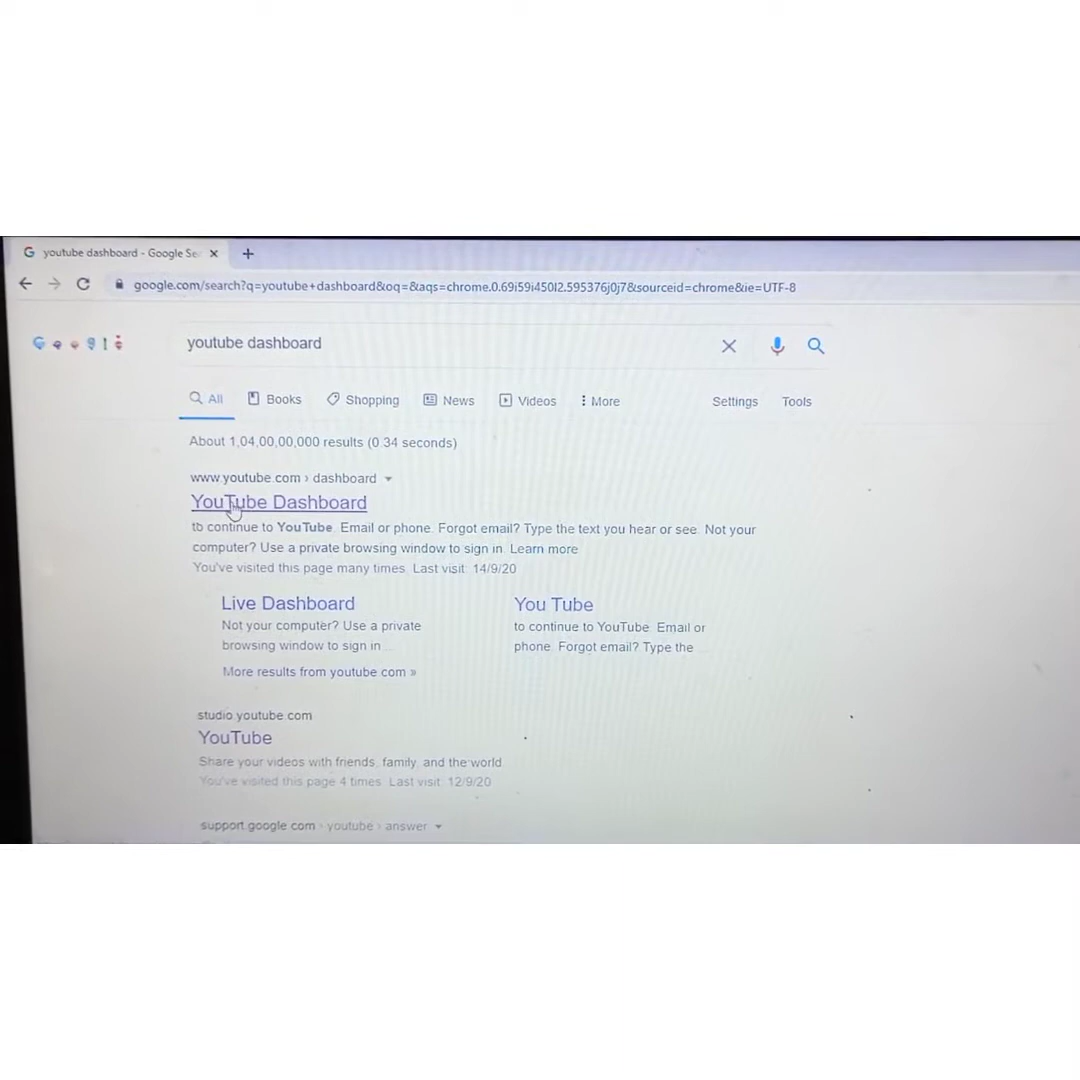 youtube dashboard - Google Se
google.com/search?q=youtube+dashboard&oq=&aqs=chrome.0.69i59i450l2.595376j0j7&sourceid=chrome&ie=UTF-8
youtube dashboard
All Books Shopping News Videos More Settings Tools
About 1,04,00,00,000 results (0.34 seconds)
www.youtube.com › dashboard
YouTube Dashboard
to continue to YouTube. Email or phone. Forgot email? Type the text you hear or see. Not your
computer? Use a private browsing window to sign in. Learn more
You've visited this page many times. Last visit: 14/9/20
Live Dashboard
Not your computer? Use a private
browsing window to sign in ...
You Tube
to continue to YouTube. Email or
phone. Forgot email? Type the
More results from youtube.com »
studio.youtube.com
YouTube
Share your videos with friends, family, and the world
You've visited this page 4 times. Last visit: 12/9/20
support.google.com › youtube › answer